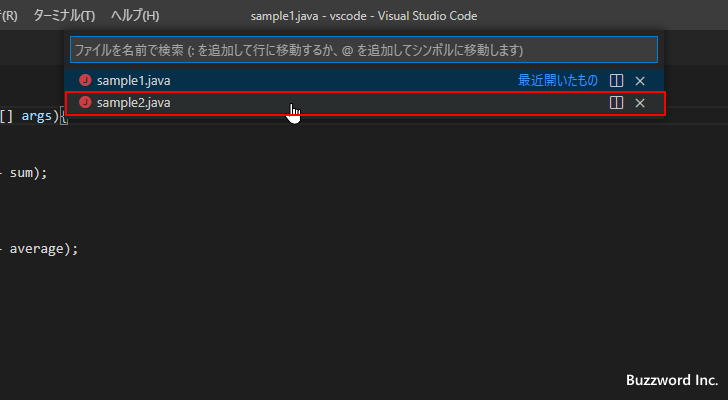 (R) ターミナル(T) ヘルプ(H) sample1.java - vscode - Visual Studio Code
ファイルを名前で検索 (: を追加して行に移動するか、@ を追加してシンボルに移動します)
sample1.java 最近開いたもの
sample2.java
[] args){
sum);
average);
Buzzword Inc.